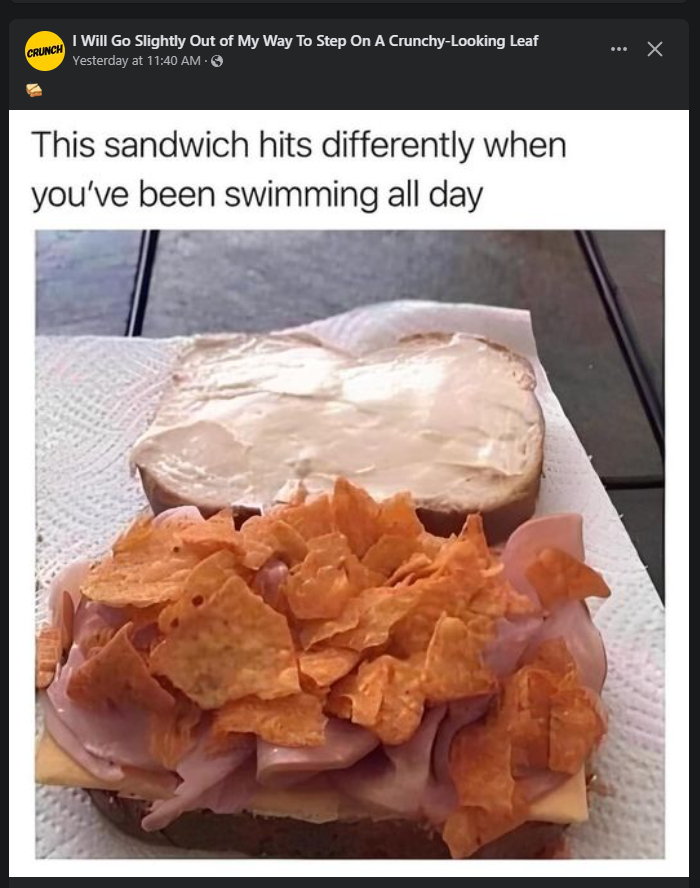 CRUNCH
I Will Go Slightly Out of My Way To Step On A Crunchy-Looking Leaf
Yesterday at 11:40 AM ·
This sandwich hits differently when
you've been swimming all day